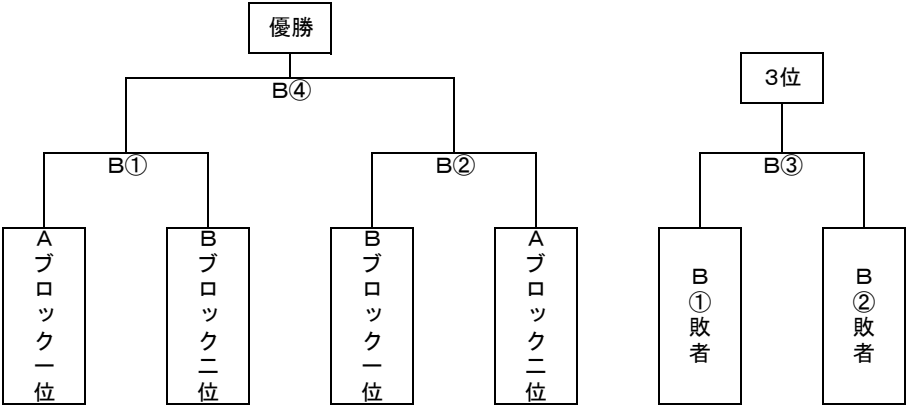 優勝
B④
B①
B②
Aブロック一位
Bブロック二位
Bブロック一位
Aブロック二位
3位
B③
B①敗者
B②敗者